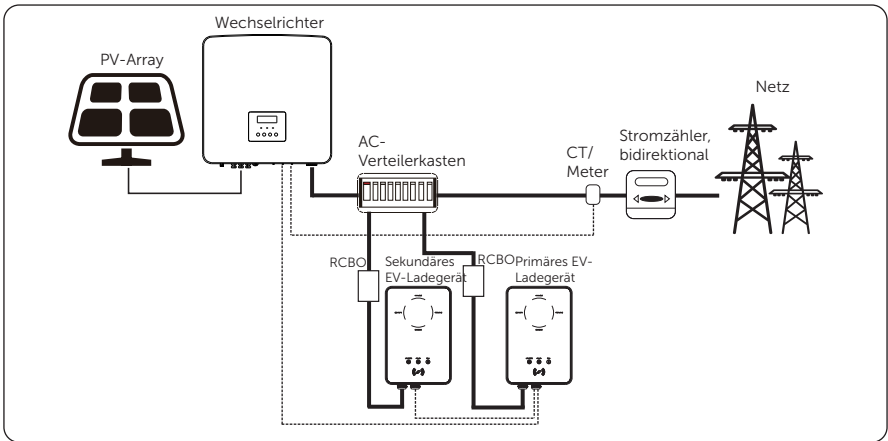 Wechselrichter
PV-Array
Netz
AC-
Verteilerkasten
CT/
Meter
Stromzähler,
bidirektional
RCBO
Sekundäres
EV-Ladegerät
RCBO
Primäres EV-
Ladegerät